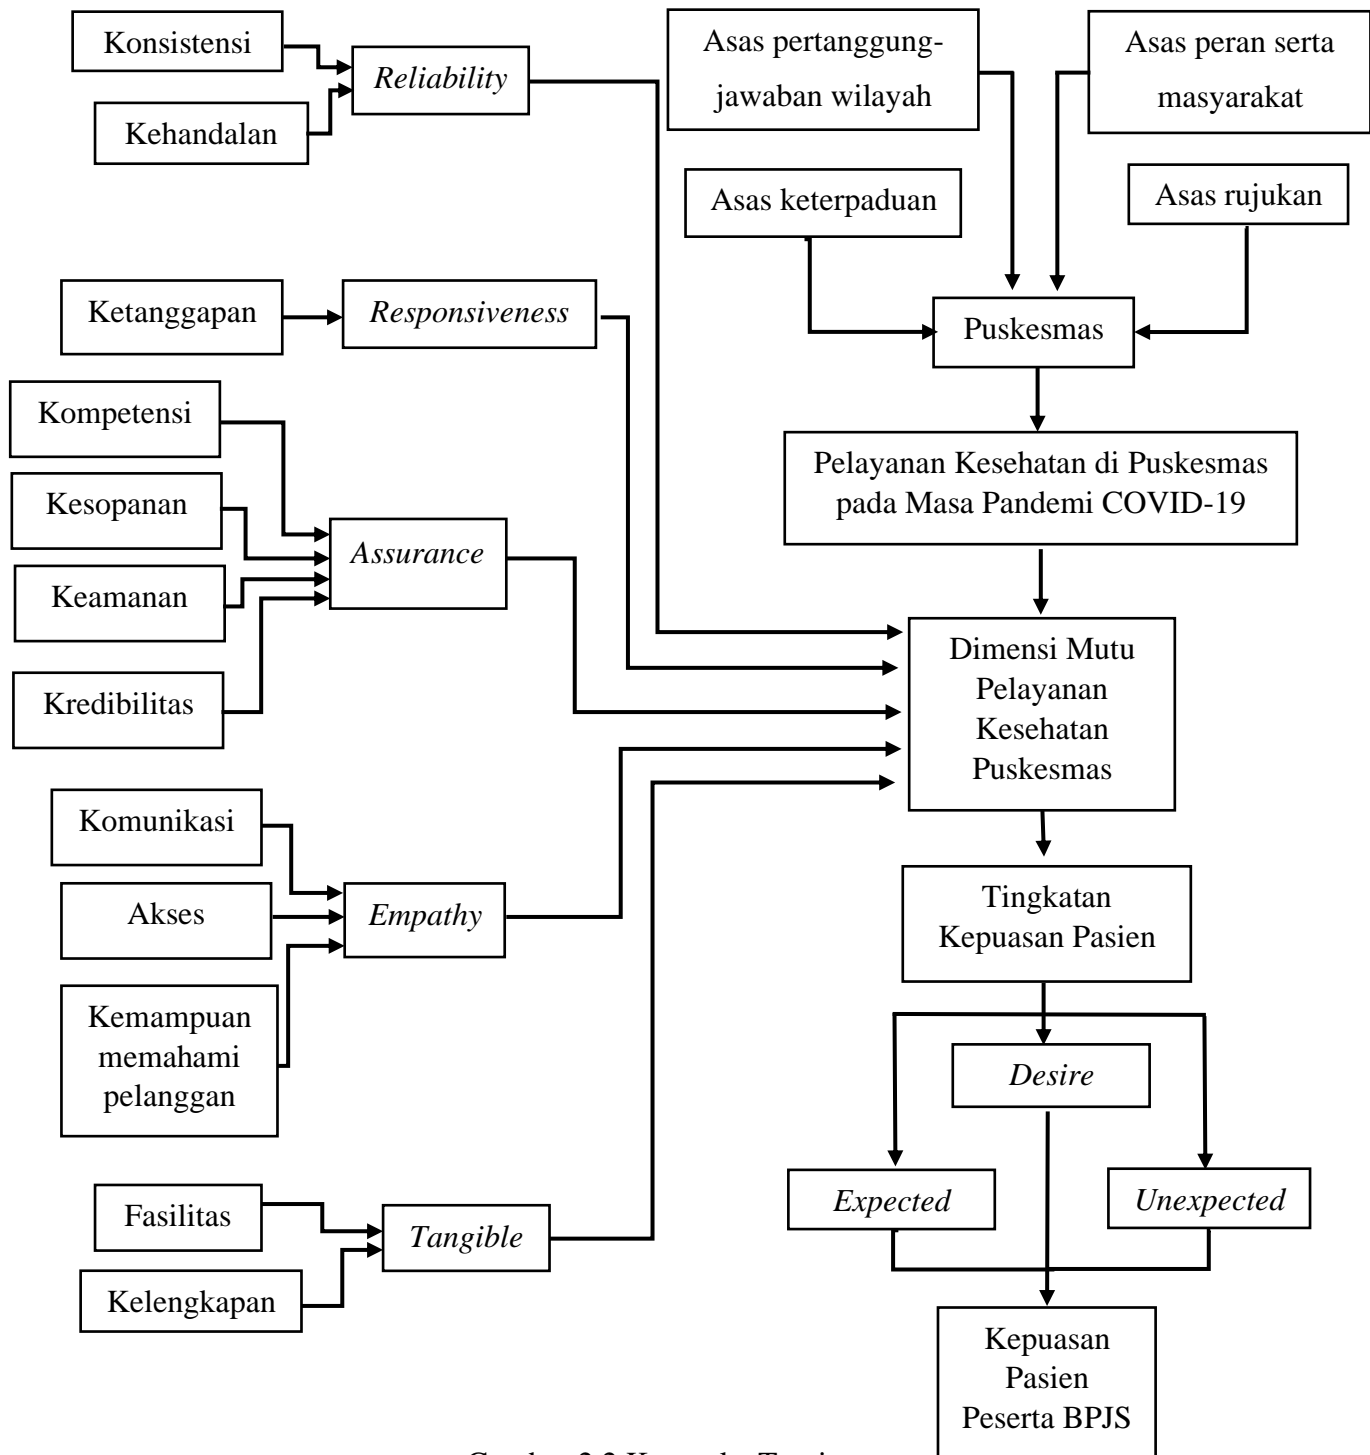 Konsistensi
Reliability
Kehandalan
Asas pertanggung-
jawaban wilayah
Asas peran serta
masyarakat
Asas keterpaduan
Asas rujukan
Ketanggapan
Responsiveness
Puskesmas
Kompetensi
Kesopanan
Keamanan
Kredibilitas
Assurance
Pelayanan Kesehatan di Puskesmas
pada Masa Pandemi COVID-19
Dimensi Mutu
Pelayanan
Kesehatan
Puskesmas
Komunikasi
Akses
Kemampuan
memahami
pelanggan
Empathy
Tingkatan
Kepuasan Pasien
Desire
Expected
Unexpected
Fasilitas
Kelengkapan
Tangible
Kepuasan
Pasien
Peserta BPJS